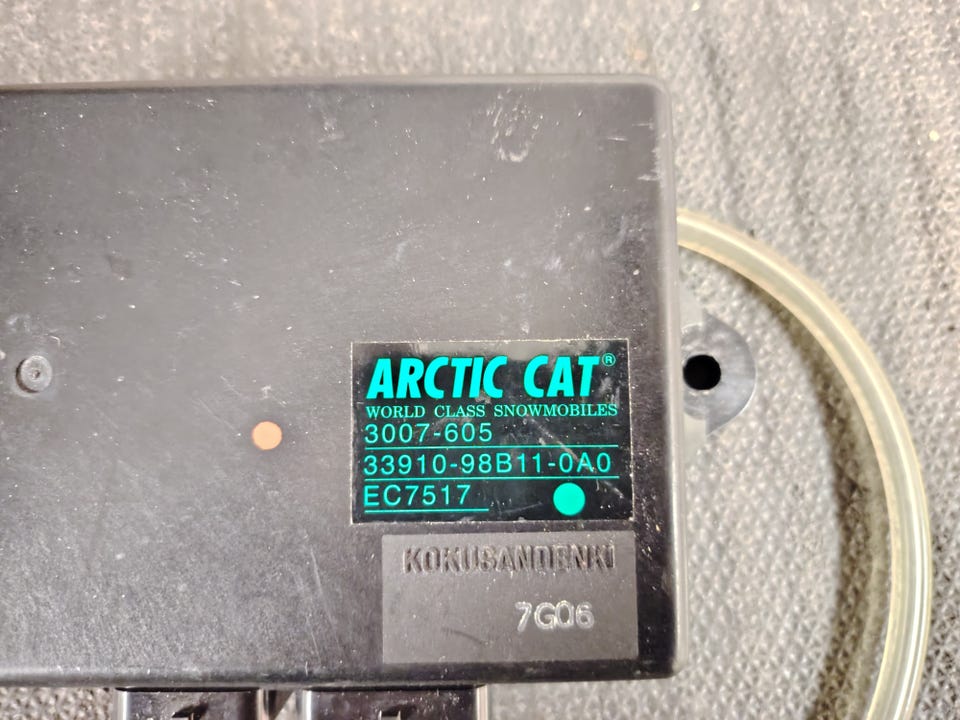 ARCTIC CAT®
WORLD CLASS SNOWMOBILES
3007-605
33910-98B11-0A0
EC7517
KOKUSANDENKI
7G06